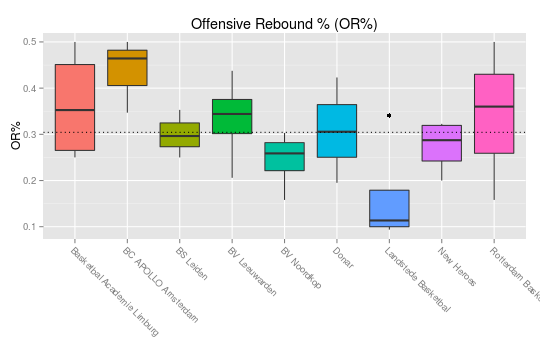 Offensive Rebound % (OR%)
OR%
0.5
0.4
0.3
0.2
0.1
Basketbal Academie Limburg
BC APOLLO Amsterdam
BS Leiden
BV Leeuwarden
BV Noordkop
Donar
Landstede Basketbal
New Heroes
Rotterdam Bask